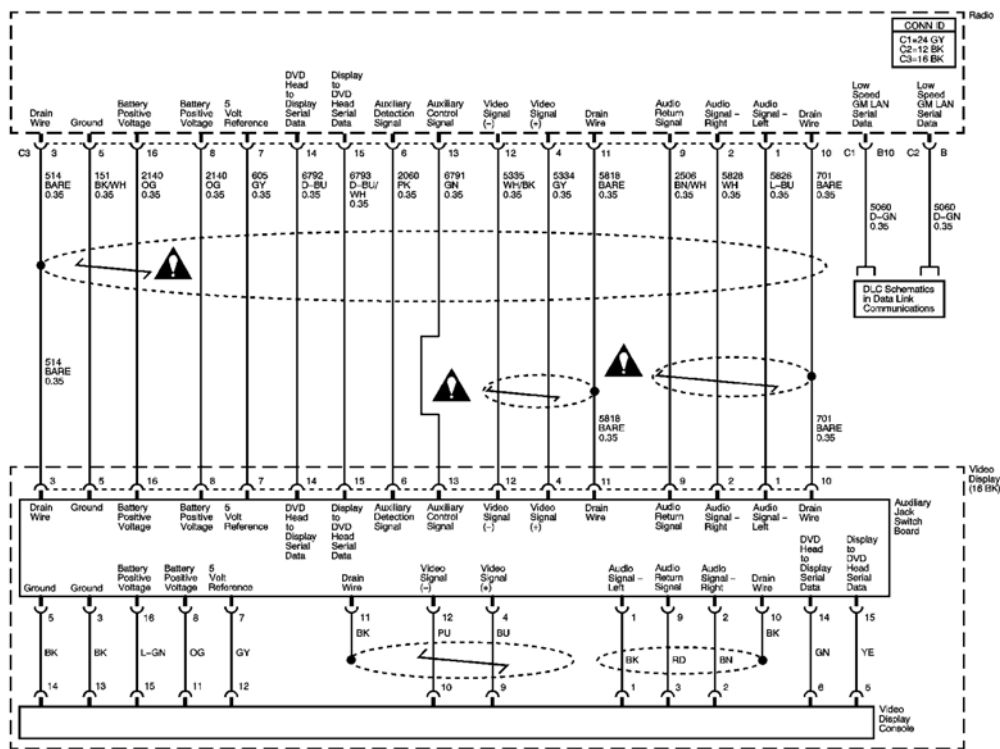 Radio
CONN ID
C1=24 GY
C2=12 BK
C3=16 BK
Drain
Wire
Ground
Battery
Positive
Voltage
Battery
Positive
Voltage
5
Volt
Reference
DVD
Head
to
Display
Serial
Data
Display
to
DVD
Head
Serial
Data
Auxiliary
Detection
Signal
Auxiliary
Control
Signal
Video
Signal
(-)
Video
Signal
(+)
Drain
Wire
Audio
Return
Signal
Audio
Signal –
Right
Audio
Signal –
Left
Drain
Wire
Low
Speed
GM LAN
Serial
Data
Low
Speed
GM LAN
Serial
Data
C3 3 5 16 8 7 14 15 6 13 12 4 11 9 2 1 10 C1 B10 C2 B
514
BARE
0.35
151
BK/WH
0.35
2140
OG
0.35
2140
OG
0.35
605
GY
0.35
6792
D-BU
0.35
6793
D-BU/
WH
0.35
2060
PK
0.35
6791
GN
0.35
5335
WH/BK
0.35
5334
GY
0.35
5818
BARE
0.35
2506
BN/WH
0.35
5828
WH
0.35
5826
L-BU
0.35
701
BARE
0.35
5060
D-GN
0.35
5060
D-GN
0.35
DLC Schematics
in Data Link
Communications
514
BARE
0.35
5818
BARE
0.35
701
BARE
0.35
Video
Display
(16 BK)
3 5 16 8 7 14 15 6 13 12 4 11 9 2 1 10
Drain
Wire
Ground
Battery
Positive
Voltage
Battery
Positive
Voltage
5
Volt
Reference
DVD
Head
to
Display
Serial
Data
Display
to
DVD
Head
Serial
Data
Auxiliary
Detection
Signal
Auxiliary
Control
Signal
Video
Signal
(-)
Video
Signal
(+)
Drain
Wire
Audio
Return
Signal
Audio
Signal –
Right
Audio
Signal –
Left
Drain
Wire
Auxiliary
Jack
Switch
Board
Ground
Ground
Battery
Positive
Voltage
Battery
Positive
Voltage
5
Volt
Reference
Drain
Wire
Video
Signal
(-)
Video
Signal
(+)
Audio
Signal –
Left
Audio
Return
Signal
Audio
Signal –
Right
Drain
Wire
DVD
Head
to
Display
Serial
Data
Display
to
DVD
Head
Serial
Data
5 3 16 8 7 11 12 4 1 9 2 10 14 15
BK BK L-GN OG GY BK PU BU BK RD BN BK GN YE
14 13 15 11 12 10 9 1 3 2 6 5
Video
Display
Console